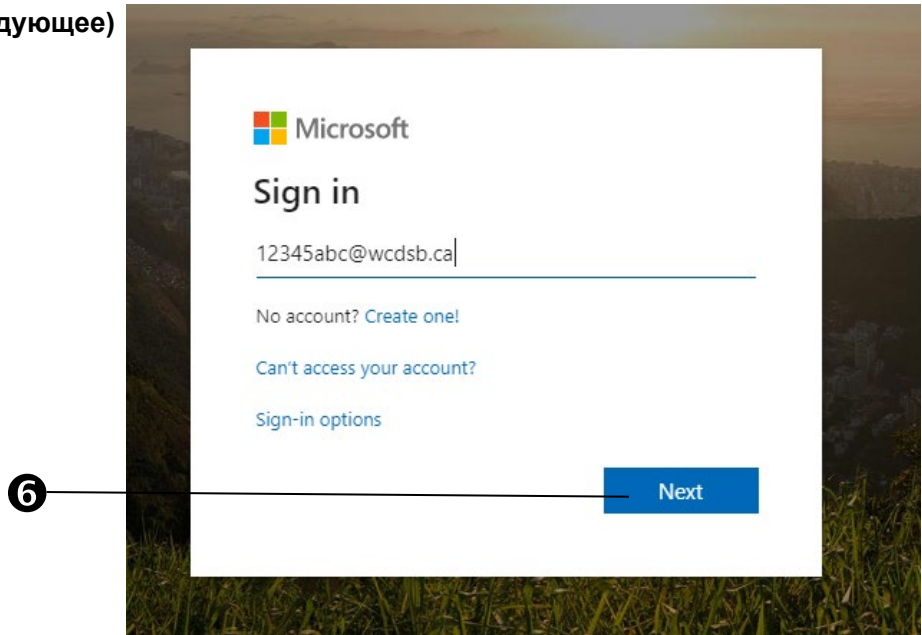 дующее)
Microsoft
Sign in
12345abc@wcdsb.ca
No account? Create one!
Can't access your account?
Sign-in options
❻
Next